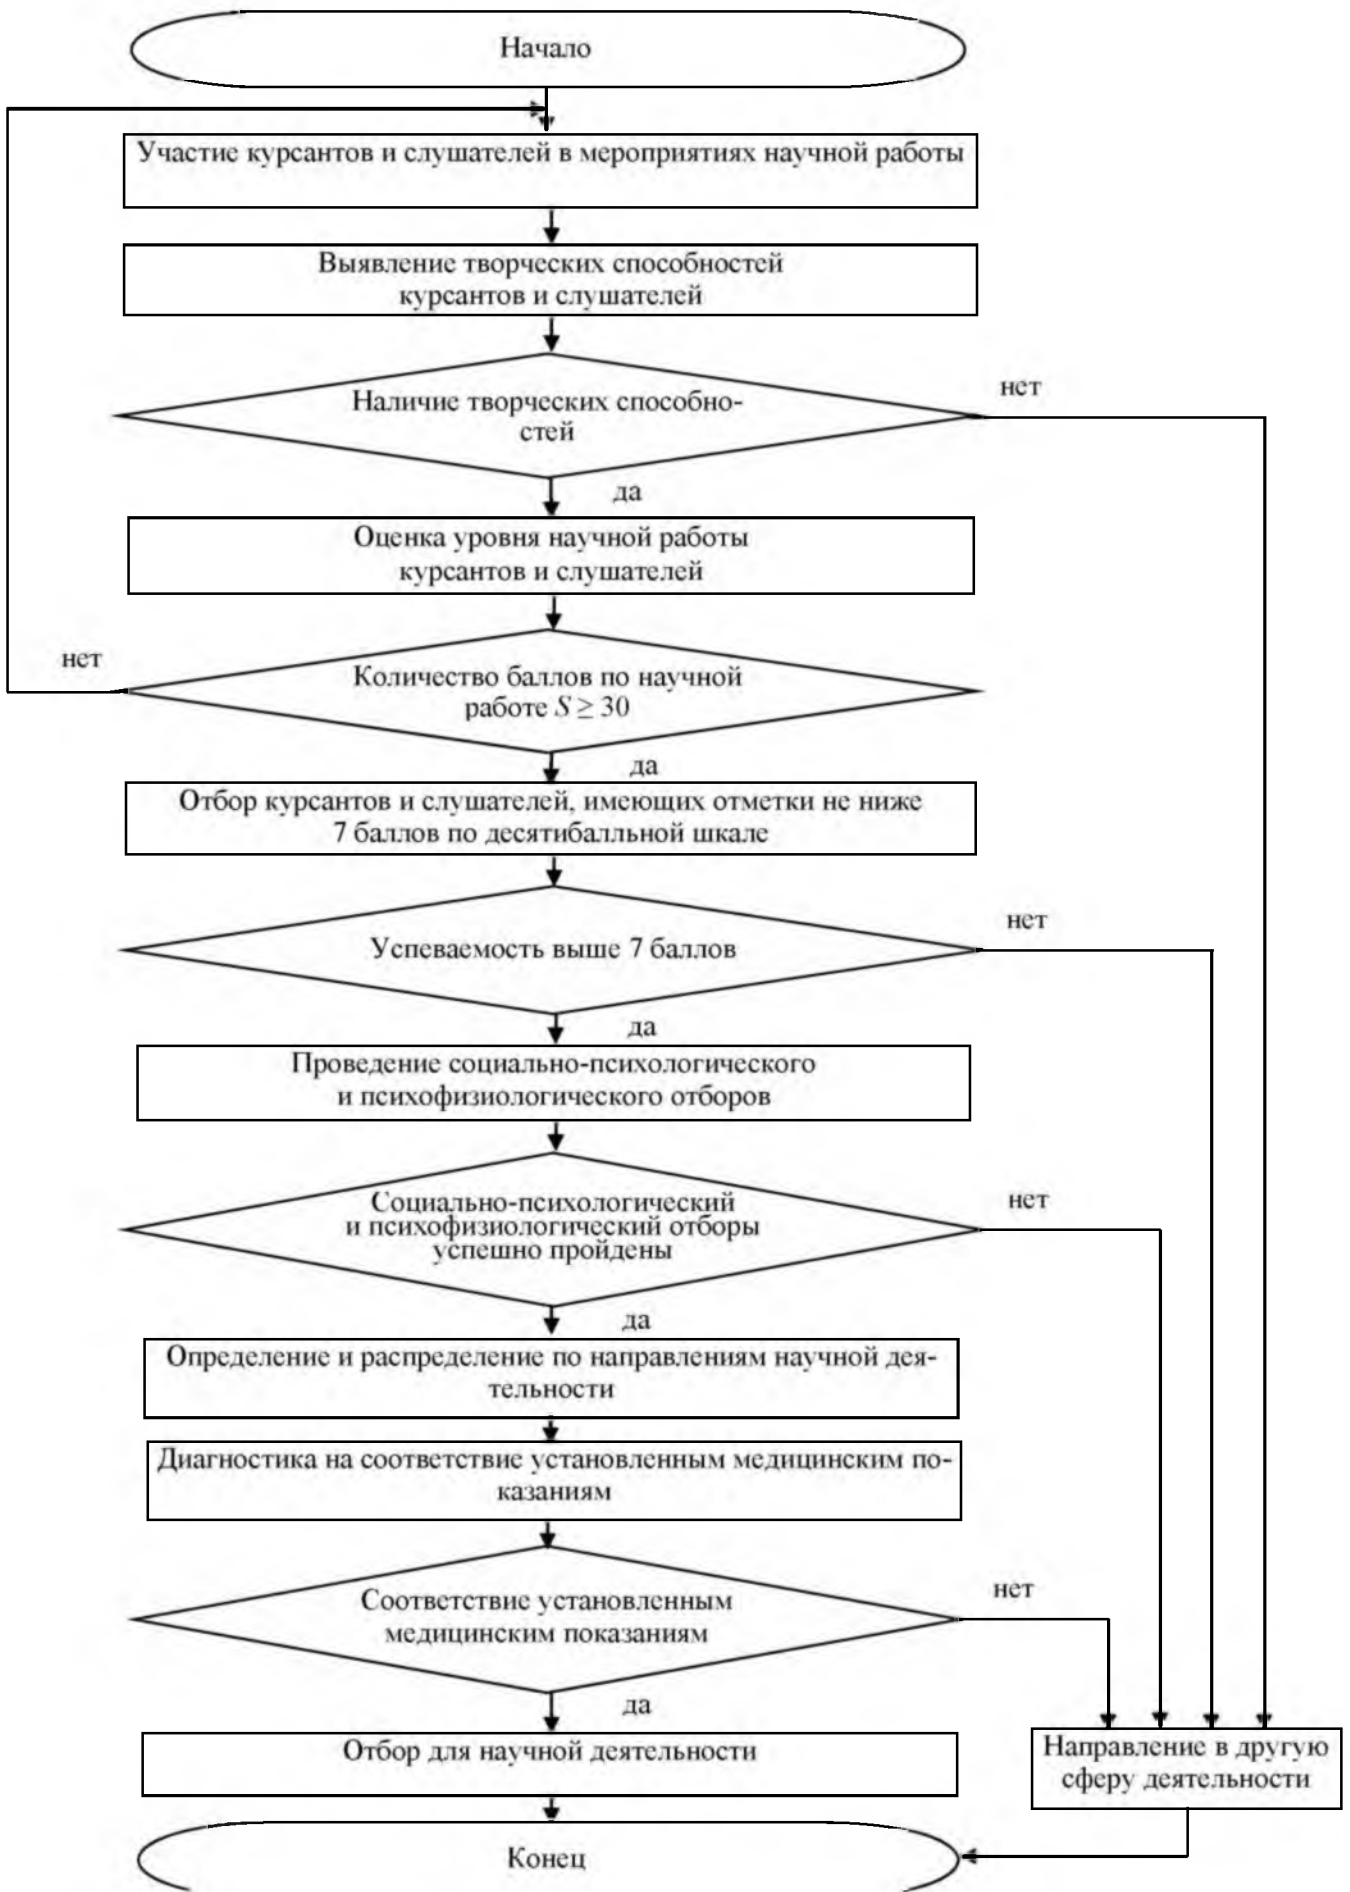 Начало
Участие курсантов и слушателей в мероприятиях научной работы
Выявление творческих способностей
курсантов и слушателей
нет
Наличие творческих способно-
стей
да
Оценка уровня научной работы
курсантов и слушателей
нет
Количество баллов по научной
работе S ≥ 30
да
Отбор курсантов и слушателей, имеющих отметки не ниже
7 баллов по десятибалльной шкале
нет
Успеваемость выше 7 баллов
да
Проведение социально-психологического
и психофизиологического отборов
нет
Социально-психологический
и психофизиологический отборы
успешно пройдены
да
Определение и распределение по направлениям научной дея-
тельности
Диагностика на соответствие установленным медицинским по-
казаниям
нет
Соответствие установленным
медицинским показаниям
да
Отбор для научной деятельности
Направление в другую
сферу деятельности
Конец